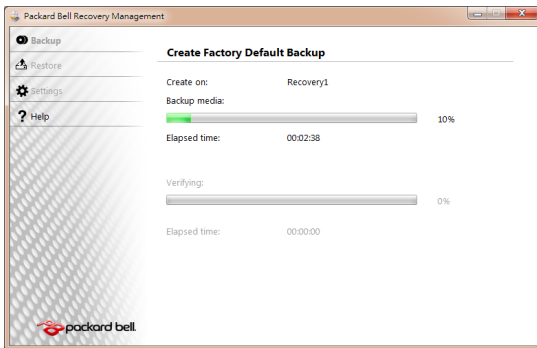 Packard Bell Recovery Management
Backup
Restore
Settings
? Help
Create Factory Default Backup
Create on: Recovery1
Backup media:
10%
Elapsed time: 00:02:38
Verifying:
0%
Elapsed time: 00:00:00
packard bell.